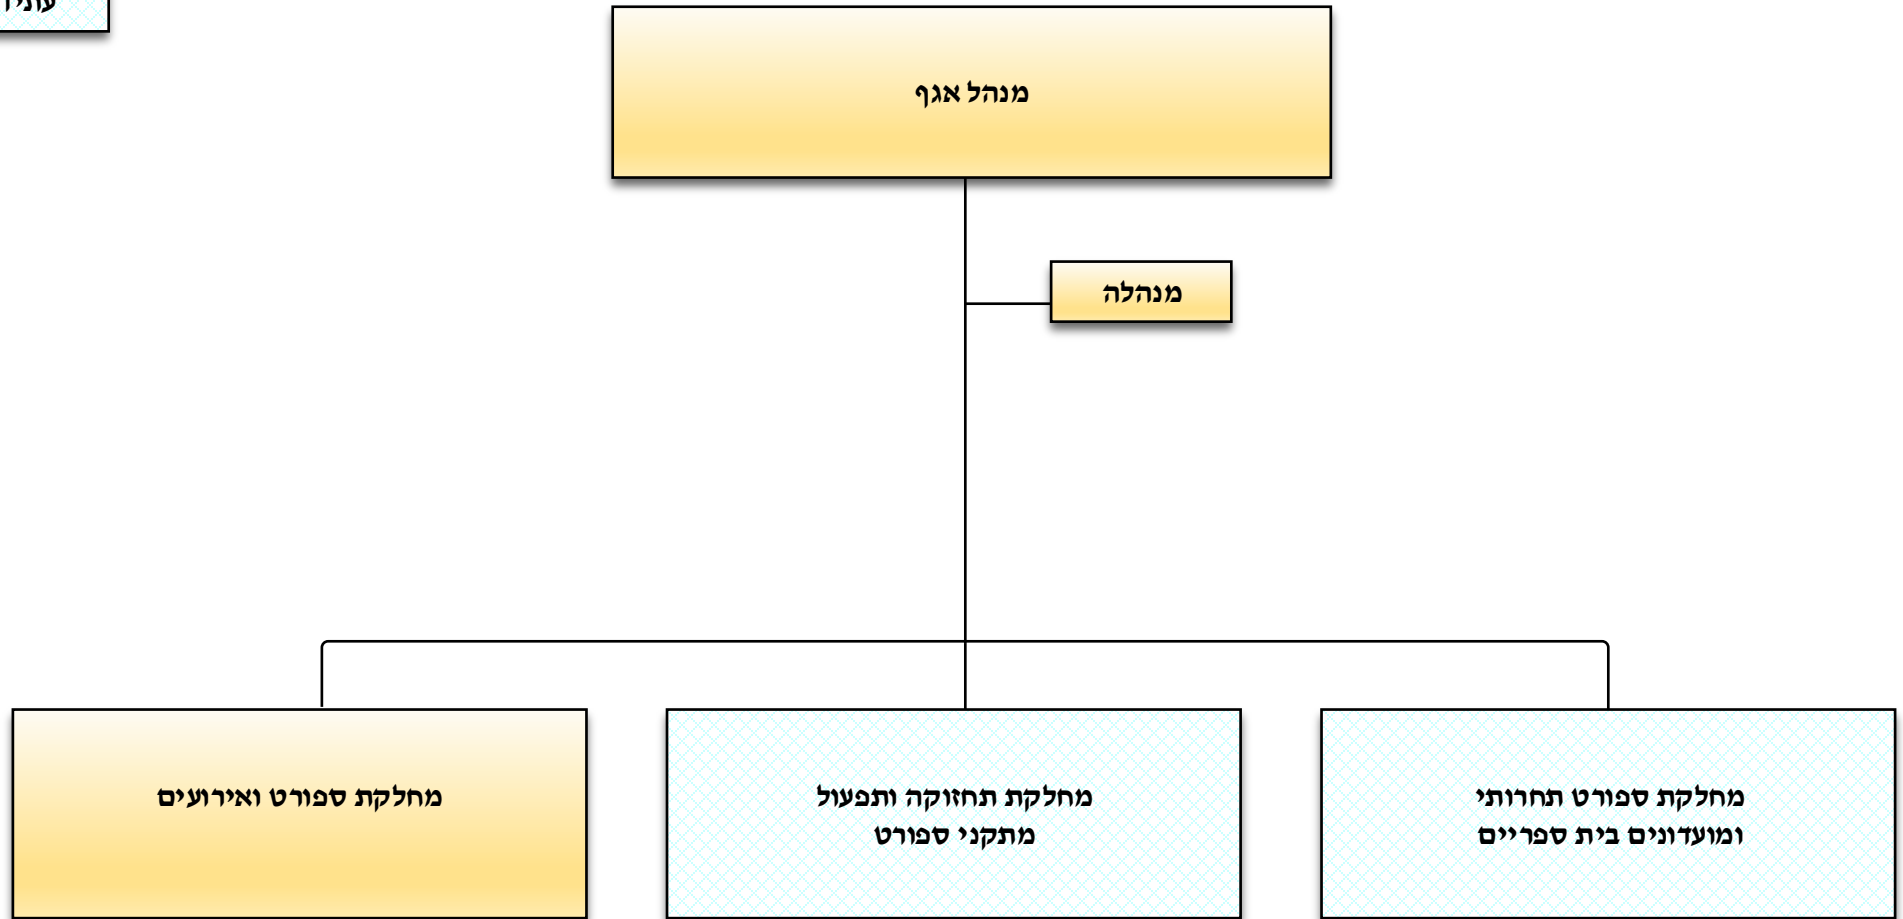 מנהל אגף
מנהלה
מחלקת ספורט תחרותי
ומועדונים בית ספריים
מחלקת תחזוקה ותפעול
מתקני ספורט
מחלקת ספורט ואירועים